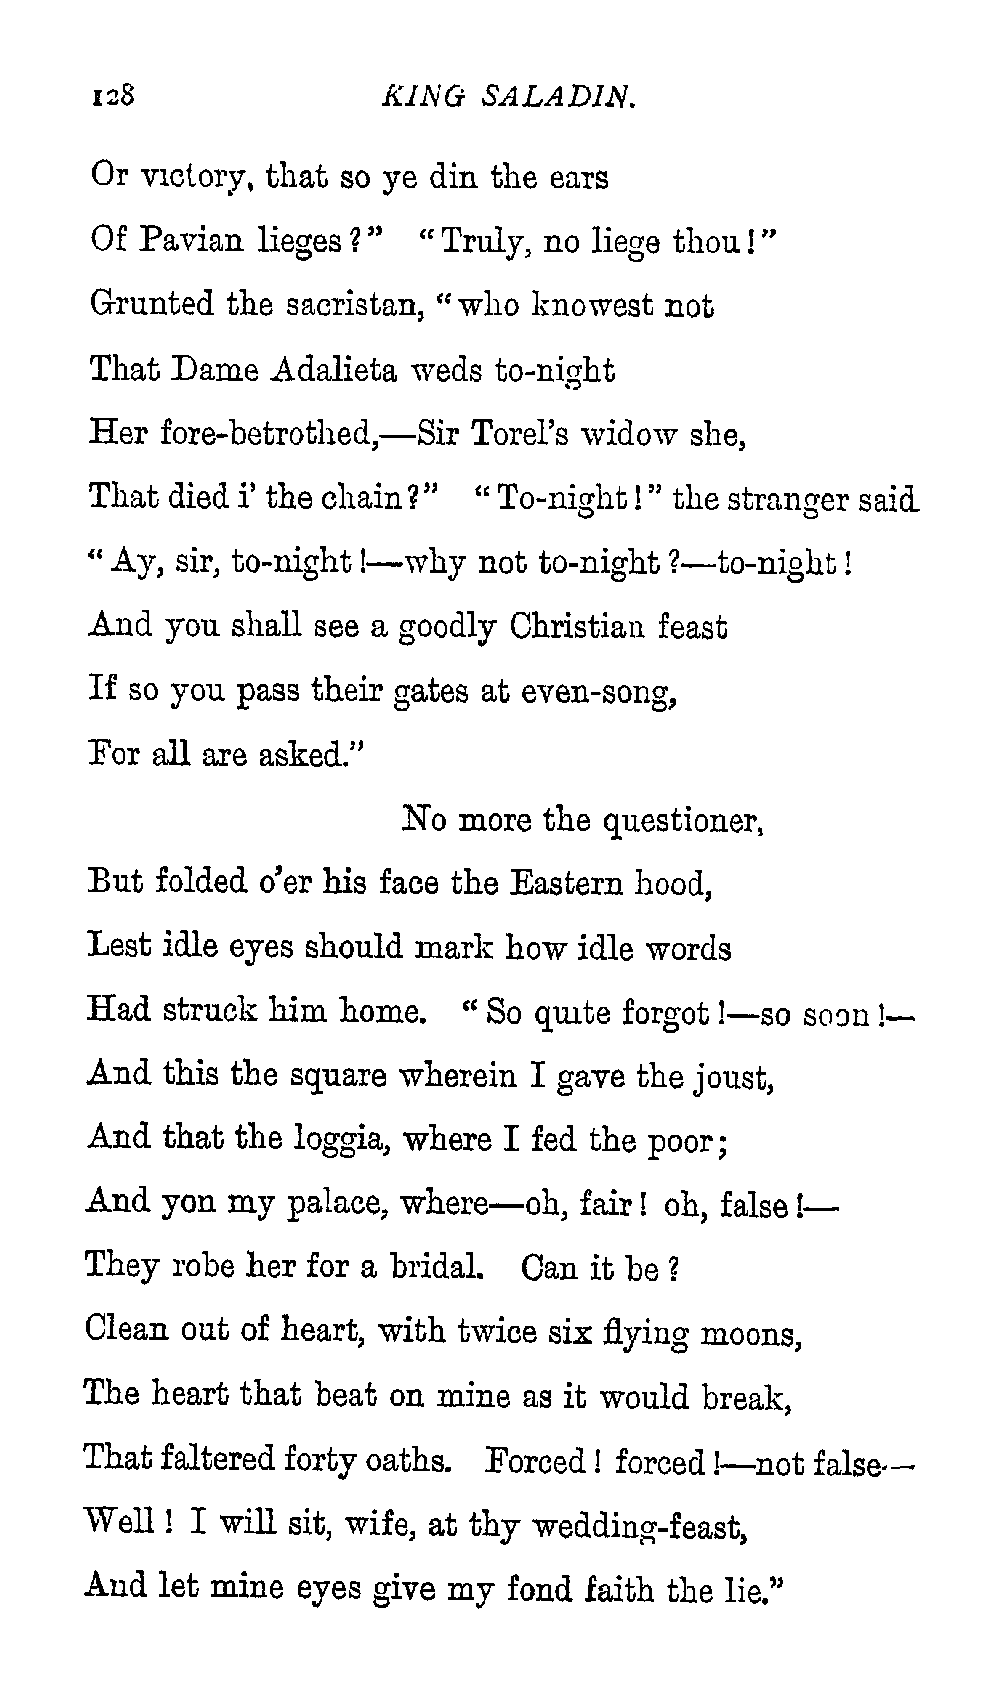 128 KING SALADIN.
Or victory, that so ye din the ears
Of Pavian lieges?” “Truly, no liege thou!”
Grunted the sacristan, “who knowest not
That Dame Adalieta weds to-night
Her fore-betrothed,—Sir Torel’s widow she,
That died i’ the chain?” “To-night!” the stranger said
“Ay, sir, to-night!—why not to-night?—to-night!
And you shall see a goodly Christian feast
If so you pass their gates at even-song,
For all are asked.”
No more the questioner,
But folded o’er his face the Eastern hood,
Lest idle eyes should mark how idle words
Had struck him home. “So quite forgot!—so soon!—
And this the square wherein I gave the joust,
And that the loggia, where I fed the poor;
And yon my palace, where—oh, fair! oh, false!—
They robe her for a bridal. Can it be?
Clean out of heart, with twice six flying moons,
The heart that beat on mine as it would break,
That faltered forty oaths. Forced! forced!—not false—
Well! I will sit, wife, at thy wedding-feast,
And let mine eyes give my fond faith the lie.”